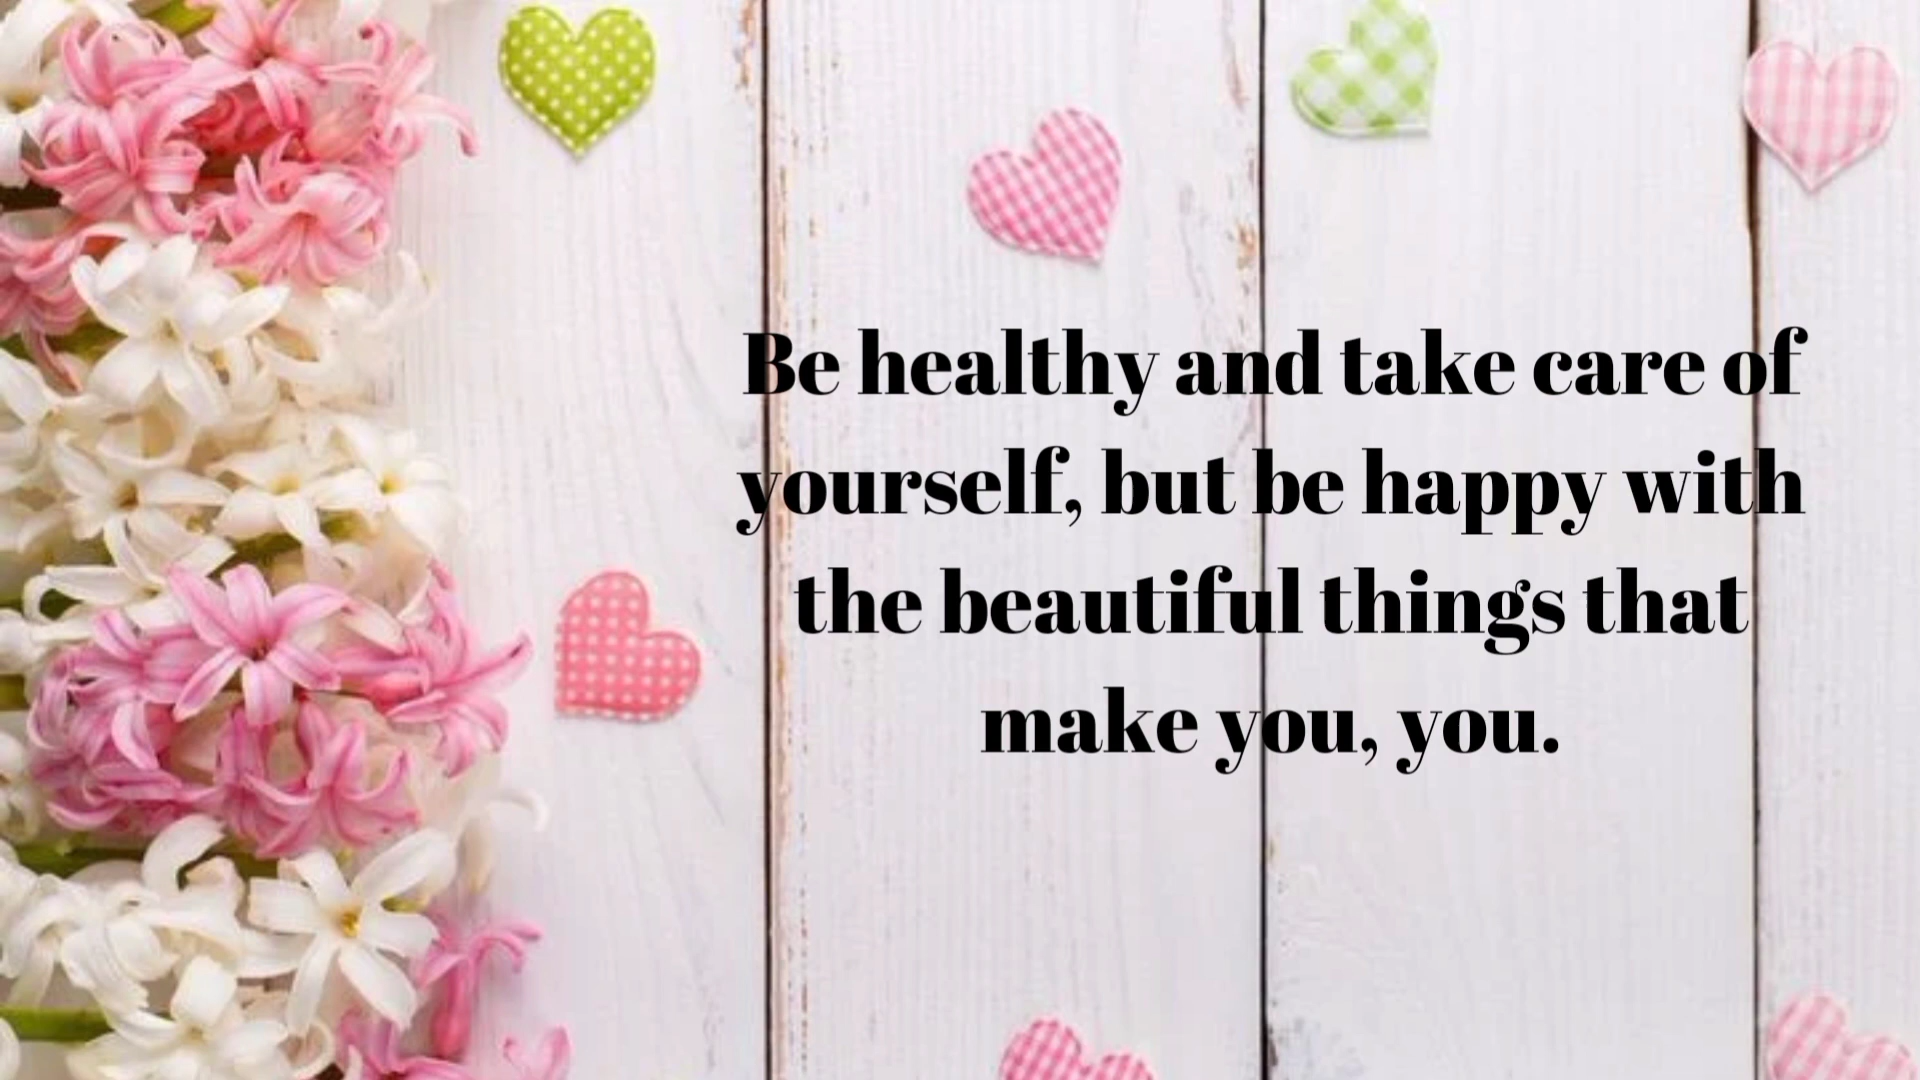 Be healthy and take care of
yourself, but be happy with
the beautiful things that
make you, you.